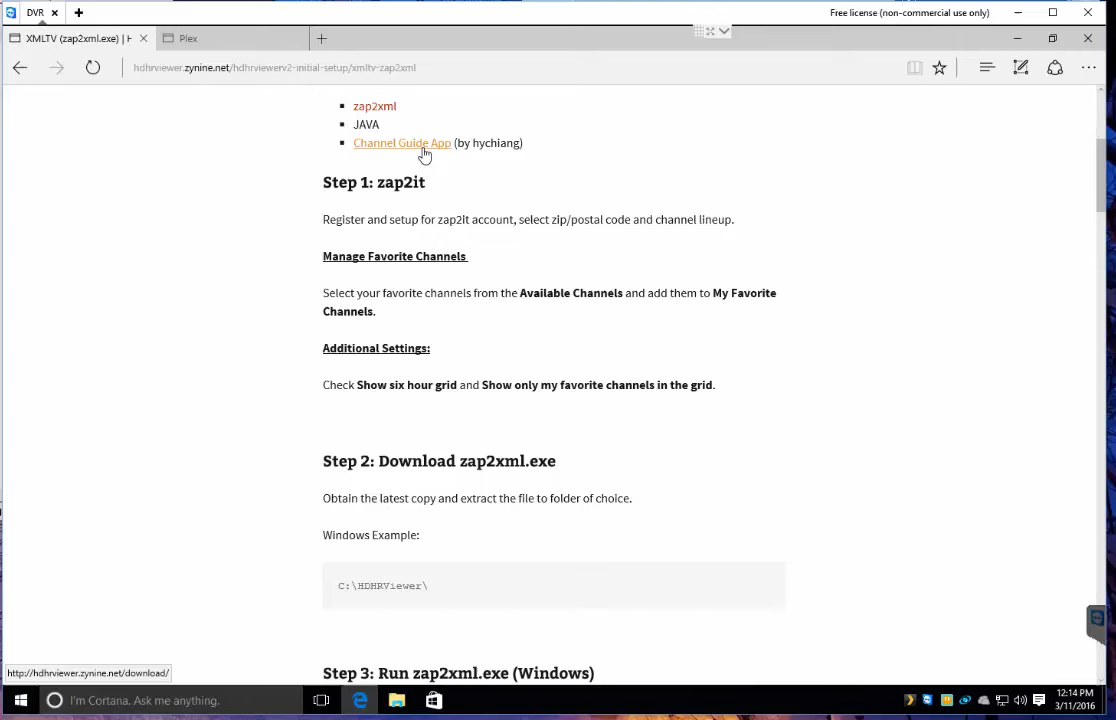 DVR
Free license (non-commercial use only)
XMLTV (zap2xml.exe) | H
Plex
hdhrviewer.zynine.net/hdhrviewerv2-initial-setup/xmltv-zap2xml
zap2xml
JAVA
Channel Guide App (by hychiang)
Step 1: zap2it
Register and setup for zap2it account, select zip/postal code and channel lineup.
Manage Favorite Channels
Select your favorite channels from the Available Channels and add them to My Favorite
Channels.
Additional Settings:
Check Show six hour grid and Show only my favorite channels in the grid.
Step 2: Download zap2xml.exe
Obtain the latest copy and extract the file to folder of choice.
Windows Example:
C:\HDHRViewer\
Step 3: Run zap2xml.exe (Windows)
http://hdhrviewer.zynine.net/download/
I'm Cortana. Ask me anything.
12:14 PM
3/11/2016